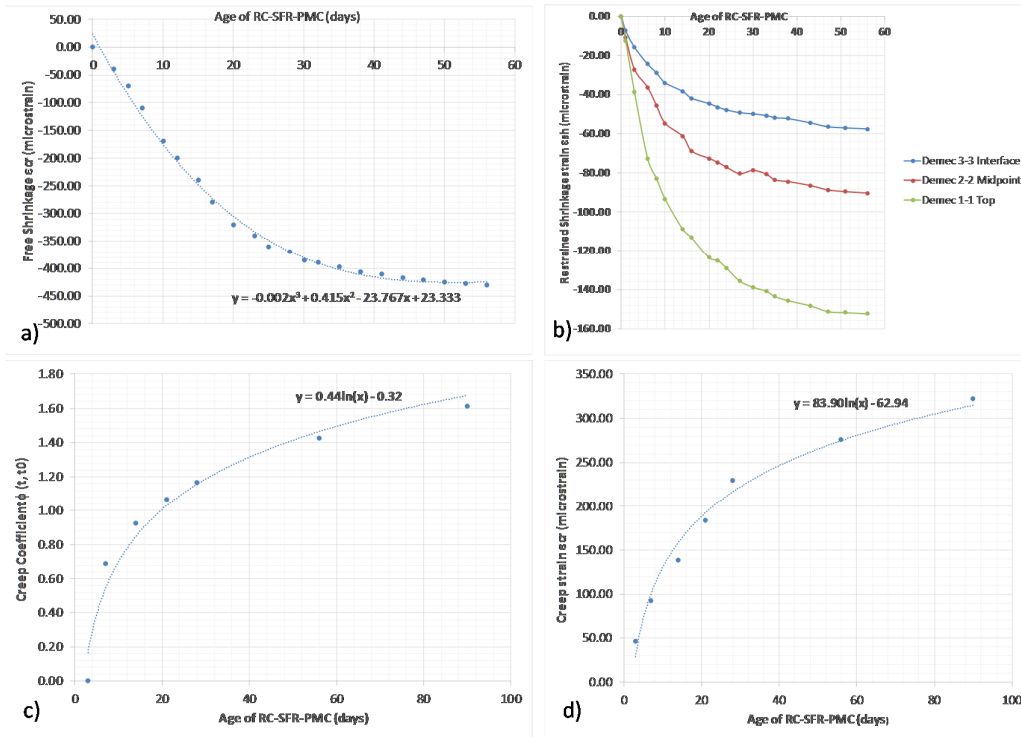 Age of RC-SFR-PMC (days)
50.00
0.00
0 10 20 30 40 50 60
-50.00
-100.00
-150.00
-200.00
-250.00
-300.00
-350.00
-400.00
-450.00
-500.00
Free Shrinkage εcr (microstrain)
y = -0.002x³ + 0.415x² - 23.767x + 23.333
a)
Age of RC-SFR-PMC
0.00
0 10 20 30 40 50 60
-20.00
-40.00
-60.00
-80.00
-100.00
-120.00
-140.00
-160.00
Restrained Shrinkage strain εsh (microstrain)
Demec 3-3 Interface
Demec 2-2 Midpoint
Demec 1-1 Top
b)
1.80
1.60
1.40
1.20
1.00
0.80
0.60
0.40
0.20
0.00
Creep Coefficient ϕ (t, t0)
y = 0.44ln(x) - 0.32
0 20 40 60 80 100
Age of RC-SFR-PMC (days)
c)
350.00
300.00
250.00
200.00
150.00
100.00
50.00
0.00
Creep strain εcr (microstrain)
y = 83.90ln(x) - 62.94
0 20 40 60 80 100
Age of RC-SFR-PMC (days)
d)